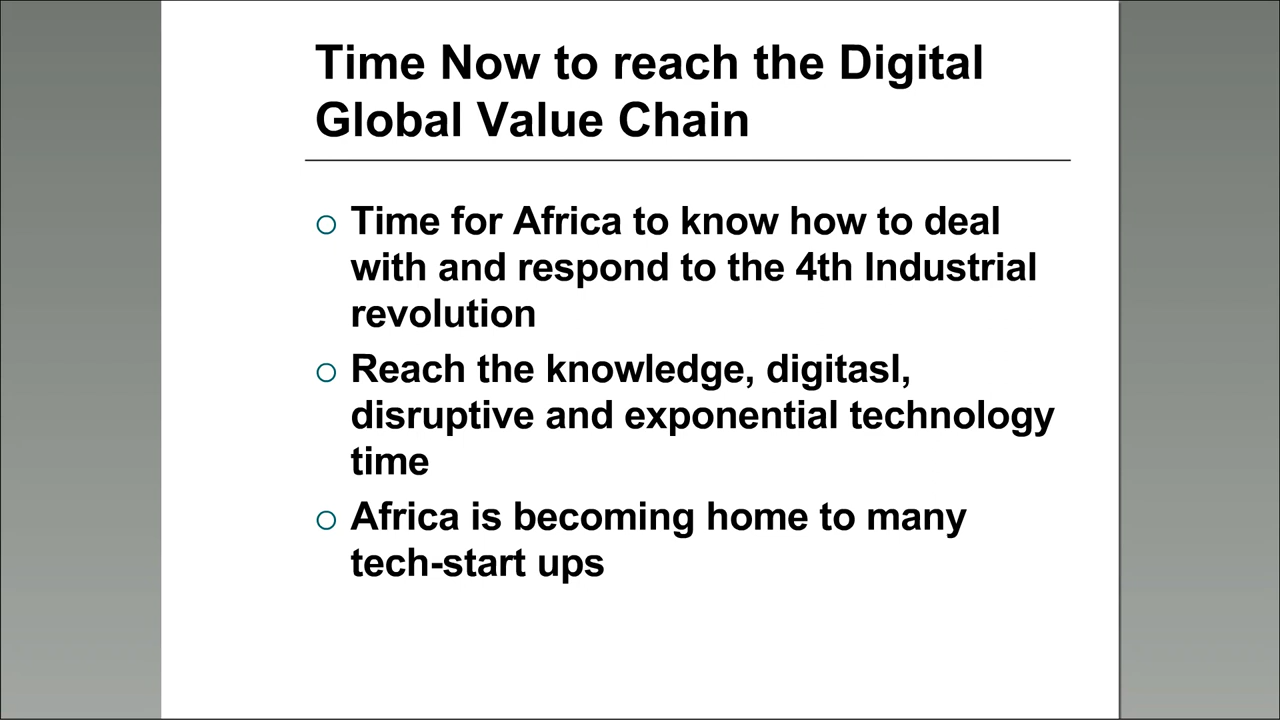 Time Now to reach the Digital
Global Value Chain
Time for Africa to know how to deal
with and respond to the 4th Industrial
revolution
Reach the knowledge, digitasl,
disruptive and exponential technology
time
Africa is becoming home to many
tech-start ups